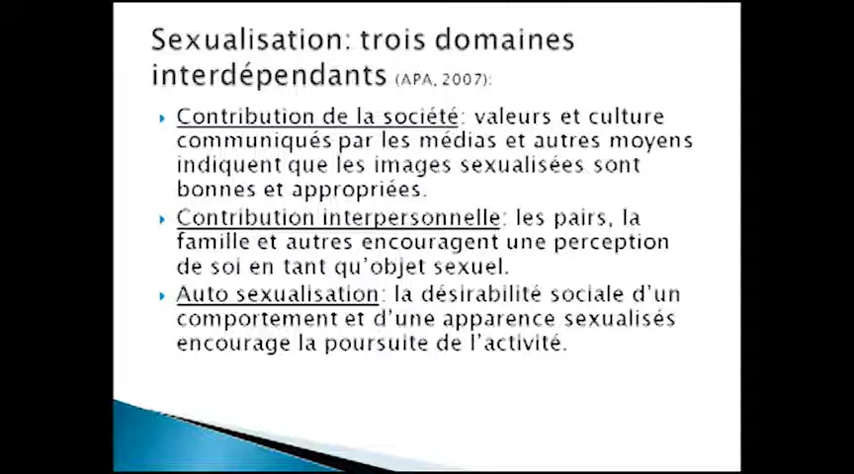 Sexualisation: trois domaines
interdépendants (APA, 2007):
Contribution de la société: valeurs et culture
communiqués par les médias et autres moyens
indiquent que les images sexualisées sont
bonnes et appropriées.
Contribution interpersonnelle: les pairs, la
famille et autres encouragent une perception
de soi en tant qu'objet sexuel.
Auto sexualisation: la désirabilité sociale d'un
comportement et d'une apparence sexualisés
encourage la poursuite de l'activité.